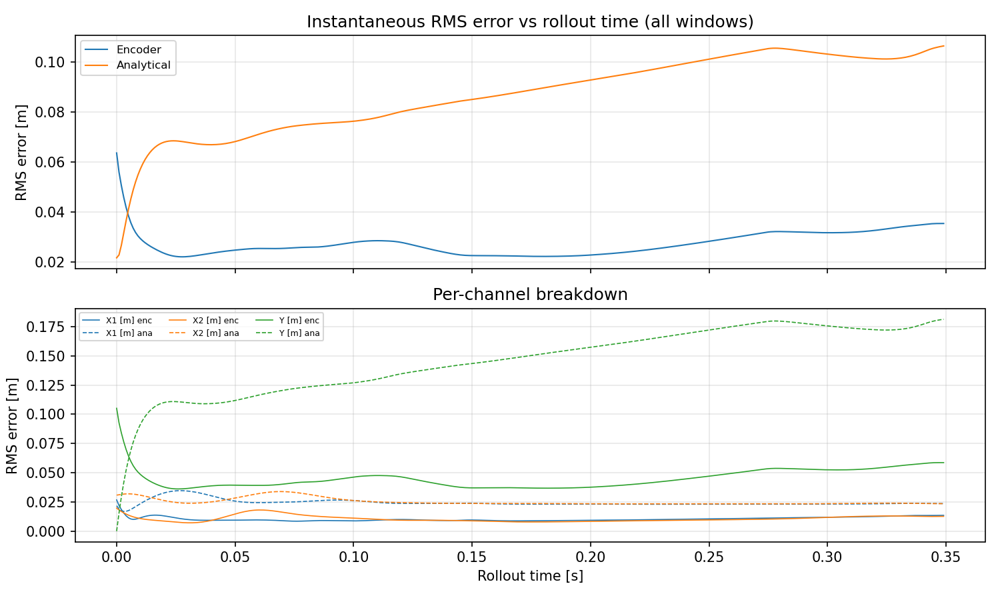 Instantaneous RMS error vs rollout time (all windows)
Encoder
Analytical
RMS error [m]
0.10
0.08
0.06
0.04
0.02
Per-channel breakdown
X1 [m] enc X2 [m] enc Y [m] enc
X1 [m] ana X2 [m] ana Y [m] ana
RMS error [m]
0.175
0.150
0.125
0.100
0.075
0.050
0.025
0.000
0.00 0.05 0.10 0.15 0.20 0.25 0.30 0.35
Rollout time [s]